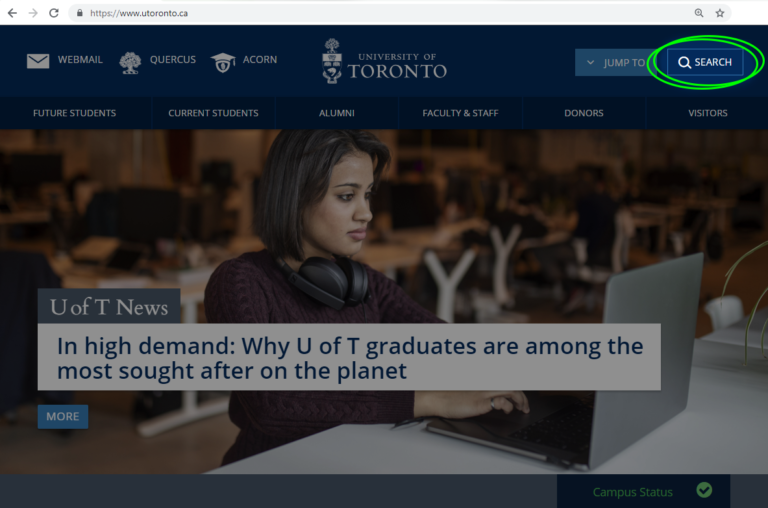 https://www.utoronto.ca
WEBMAIL
QUERCUS
ACORN
UNIVERSITY OF
TORONTO
JUMP TO
SEARCH
FUTURE STUDENTS
CURRENT STUDENTS
ALUMNI
FACULTY & STAFF
DONORS
VISITORS
U of T News
In high demand: Why U of T graduates are among the
most sought after on the planet
MORE
Campus Status